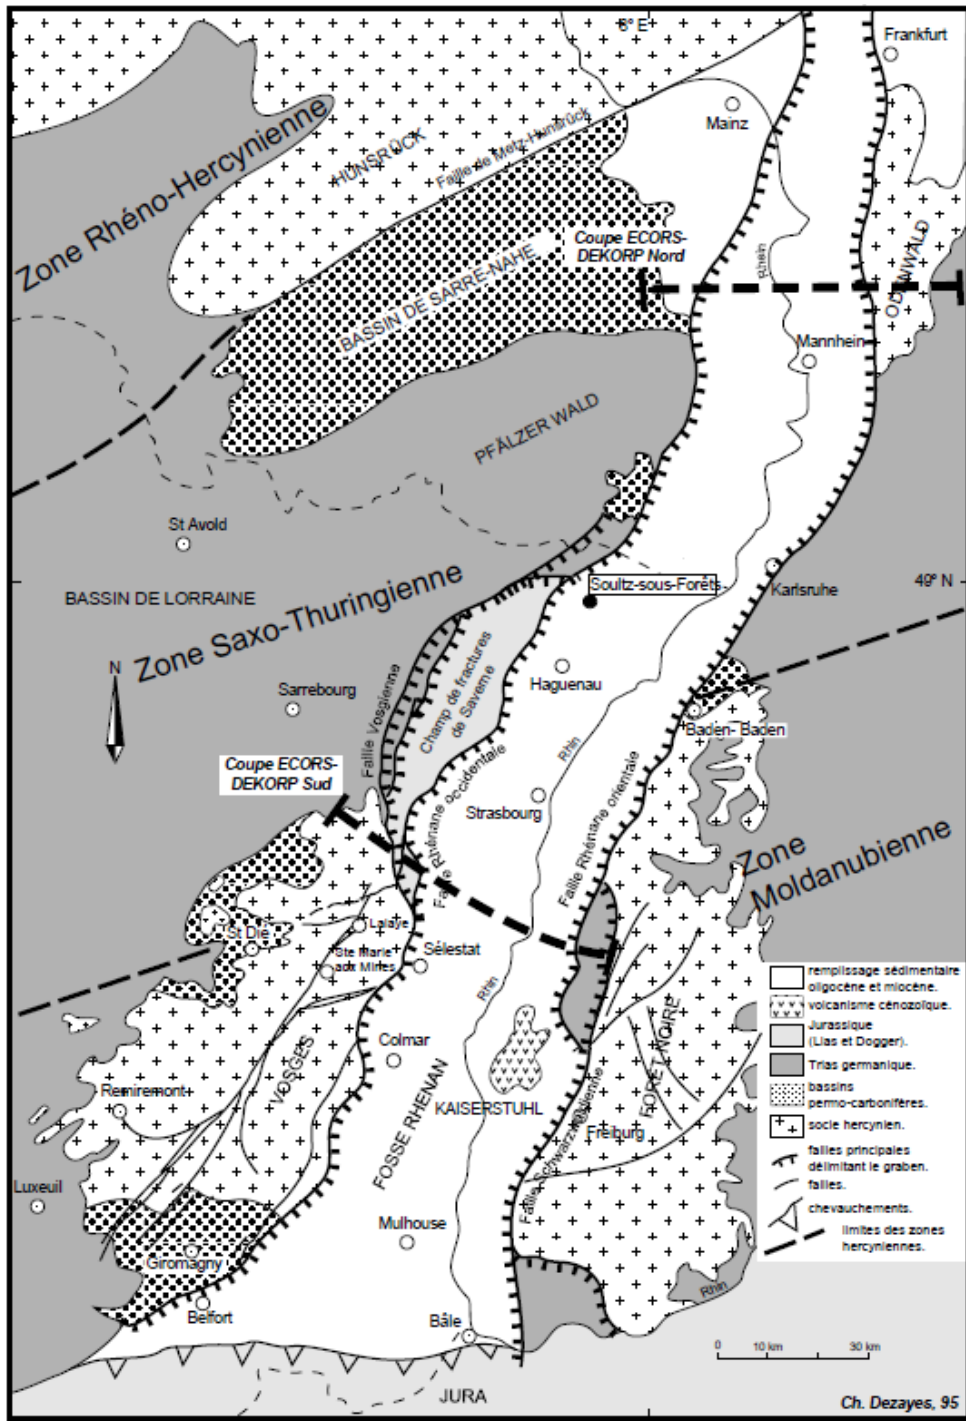 6° E
Frankfurt
Mainz
Zone Rhéno-Hercynienne
HUNSRÜCK
Faille de Metz-Hunsrück
Coupe ECORS-
DEKORP Nord
Rhein
ODENWALD
BASSIN DE SARRE-NAHE
Mannhein
PFÄLZER WALD
St Avold
49° N
Soultz-sous-Forêts
Karlsruhe
BASSIN DE LORRAINE
Zone Saxo-Thuringienne
N
Sarrebourg
Faille Vosgienne
Champ de fractures
de Saverne
Haguenau
Baden- Baden
Rhin
Coupe ECORS-
DEKORP Sud
Faille Rhénane occidentale
Strasbourg
Faille Rhénane orientale
Zone
Moldanubienne
St Dié
Lalaye
Ste Marie
aux Mines
Sélestat
Rhin
Colmar
VOSGES
Remiremont
KAISERSTUHL
FORET NOIRE
Freiburg
FOSSE RHENAN
Luxeuil
Mulhouse
Giromagny
Belfort
Bâle
Rhin
JURA
remplissage sédimentaire
oligocène et miocène.
volcanisme cénozoïque.
Jurassique
(Lias et Dogger).
Trias germanique.
bassins
permo-carbonifères.
socle hercynien.
failles principales
délimitant le graben.
failles.
chevauchements.
limites des zones
hercyniennes.
0 10 km 30 km
Ch. Dezayes, 95